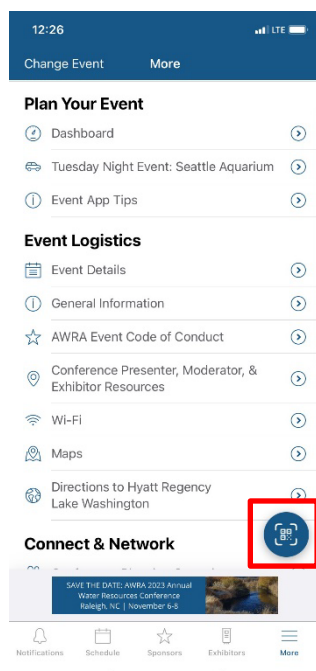 12:26
LTE
Change Event
More
Plan Your Event
Dashboard
Tuesday Night Event: Seattle Aquarium
Event App Tips
Event Logistics
Event Details
General Information
AWRA Event Code of Conduct
Conference Presenter, Moderator, &
Exhibitor Resources
Wi-Fi
Maps
Directions to Hyatt Regency
Lake Washington
Connect & Network
SAVE THE DATE: AWRA 2023 Annual
Water Resources Conference
Raleigh, NC | November 6-8
Notifications
Schedule
Sponsors
Exhibitors
More